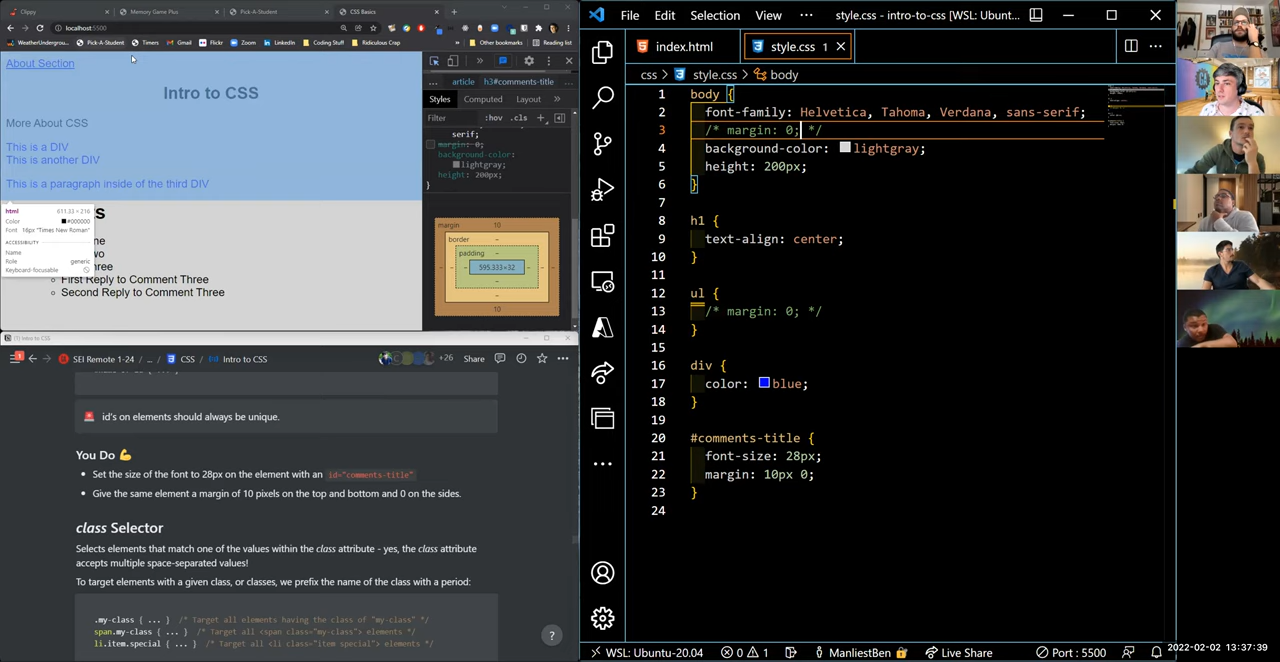 Clippy
Memory Game Plus
Pick-A-Student
CSS Basics
localhost:5500
WeatherUndergroun...
Pick-A-Student
Timers
Gmail
Flickr
Zoom
LinkedIn
Coding Stuff
Ridiculous Crap
Other bookmarks
Reading list
About Section
Intro to CSS
More About CSS
This is a DIV
This is another DIV
This is a paragraph inside of the third DIV
html 611.33 × 216
Color #000000
Font 16px "Times New Roman"
ACCESSIBILITY
Name
Role generic
Keyboard-focusable
First Reply to Comment Three
Second Reply to Comment Three
... article h3#comments-title
Styles Computed Layout
Filter :hov .cls
serif;
margin: 0;
background-color:
lightgray;
height: 200px;
}
margin 10
border –
padding –
595.333×32
–
–
10
(1) Intro to CSS
SEI Remote 1-24 / ... / CSS / Intro to CSS
+26 Share
🚨 id's on elements should always be unique.
You Do 💪
• Set the size of the font to 28px on the element with an id="comments-title"
• Give the same element a margin of 10 pixels on the top and bottom and 0 on the sides.
class Selector
Selects elements that match one of the values within the class attribute - yes, the class attribute
accepts multiple space-separated values!
To target elements with a given class, or classes, we prefix the name of the class with a period:
.my-class { ... } /* Target all elements having the class of "my-class" */
span.my-class { ... } /* Target all <span class="my-class"> elements */
li.item.special { ... } /* Target all <li class="item special"> elements */
?
File Edit Selection View ··· style.css - intro-to-css [WSL: Ubunt...
index.html
style.css 1
css > style.css > body
1 body {
2 font-family: Helvetica, Tahoma, Verdana, sans-serif;
3 /* margin: 0; */
4 background-color: lightgray;
5 height: 200px;
6 }
7
8 h1 {
9 text-align: center;
10 }
11
12 ul {
13 /* margin: 0; */
14 }
15
16 div {
17 color: blue;
18 }
19
20 #comments-title {
21 font-size: 28px;
22 margin: 10px 0;
23 }
24
WSL: Ubuntu-20.04 0 1 ManliestBen Live Share Port : 5500
2022-02-02 13:37:39